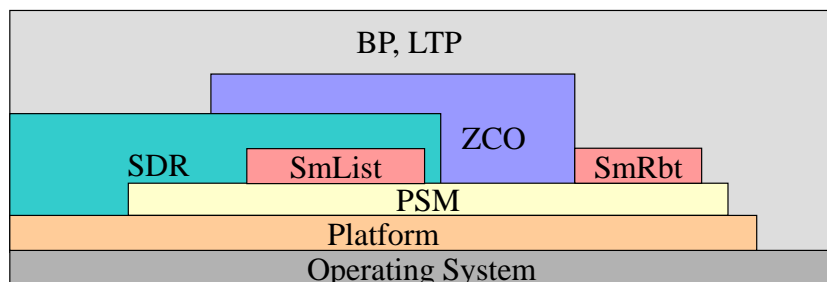 BP, LTP
ZCO
SDR
SmList
SmRbt
PSM
Platform
Operating System